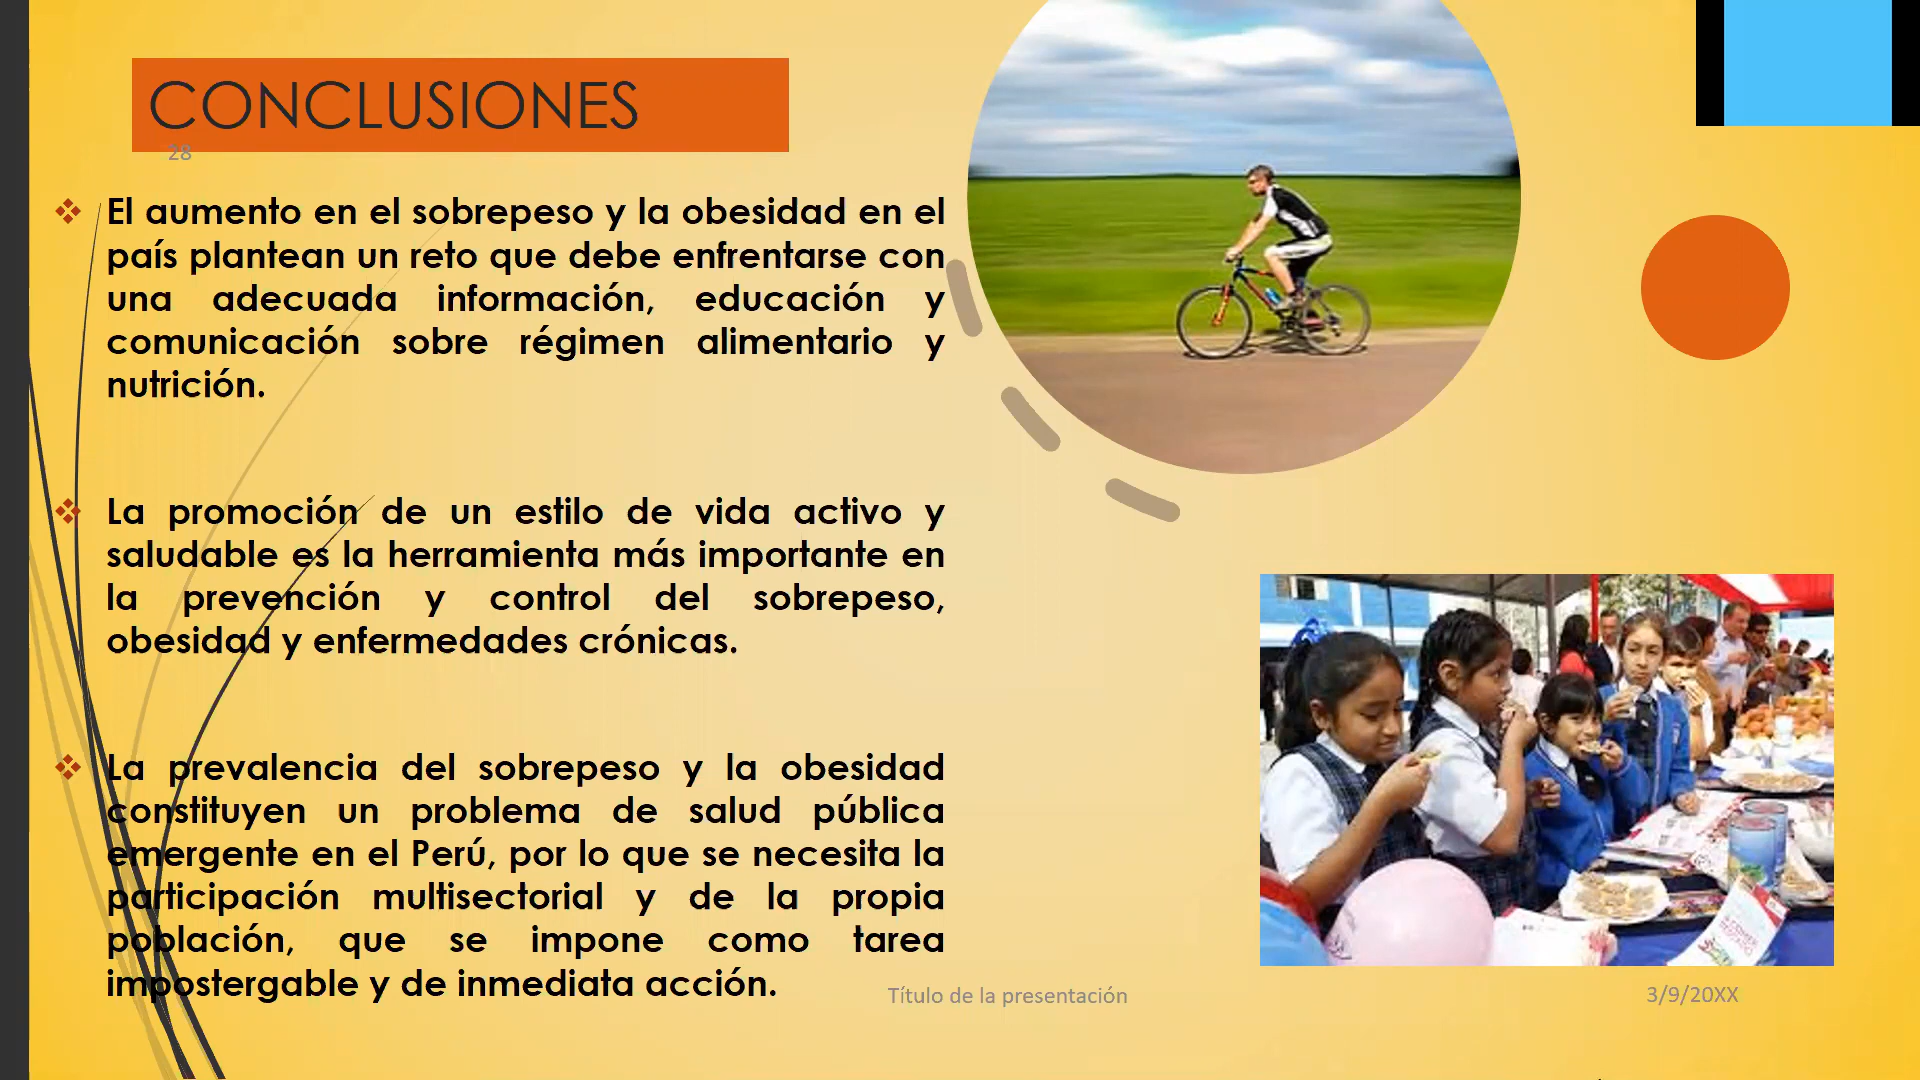 CONCLUSIONES
28
El aumento en el sobrepeso y la obesidad en el
país plantean un reto que debe enfrentarse con
una adecuada información, educación y
comunicación sobre régimen alimentario y
nutrición.
La promoción de un estilo de vida activo y
saludable es la herramienta más importante en
la prevención y control del sobrepeso,
obesidad y enfermedades crónicas.
La prevalencia del sobrepeso y la obesidad
constituyen un problema de salud pública
emergente en el Perú, por lo que se necesita la
participación multisectorial y de la propia
población, que se impone como tarea
impostergable y de inmediata acción.
Título de la presentación
3/9/20XX